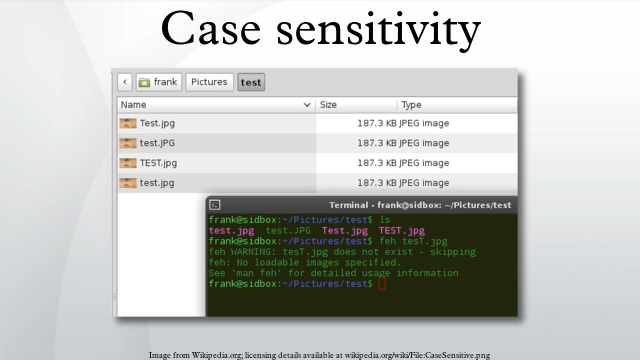 Case sensitivity
frank Pictures test
Name Size Type
Test.jpg 187.3 KB JPEG image
test.JPG 187.3 KB JPEG image
TEST.jpg 187.3 KB JPEG image
test.jpg 187.3 KB JPEG image
Terminal - frank@sidbox: ~/Pictures/test
frank@sidbox:~/Pictures/test$ ls
test.jpg test.JPG Test.jpg TEST.jpg
frank@sidbox:~/Pictures/test$ feh tesT.jpg
feh WARNING: tesT.jpg does not exist - skipping
feh: No loadable images specified.
See 'man feh' for detailed usage information
frank@sidbox:~/Pictures/test$
Image from Wikipedia.org; licensing details available at wikipedia.org/wiki/File:CaseSensitive.png